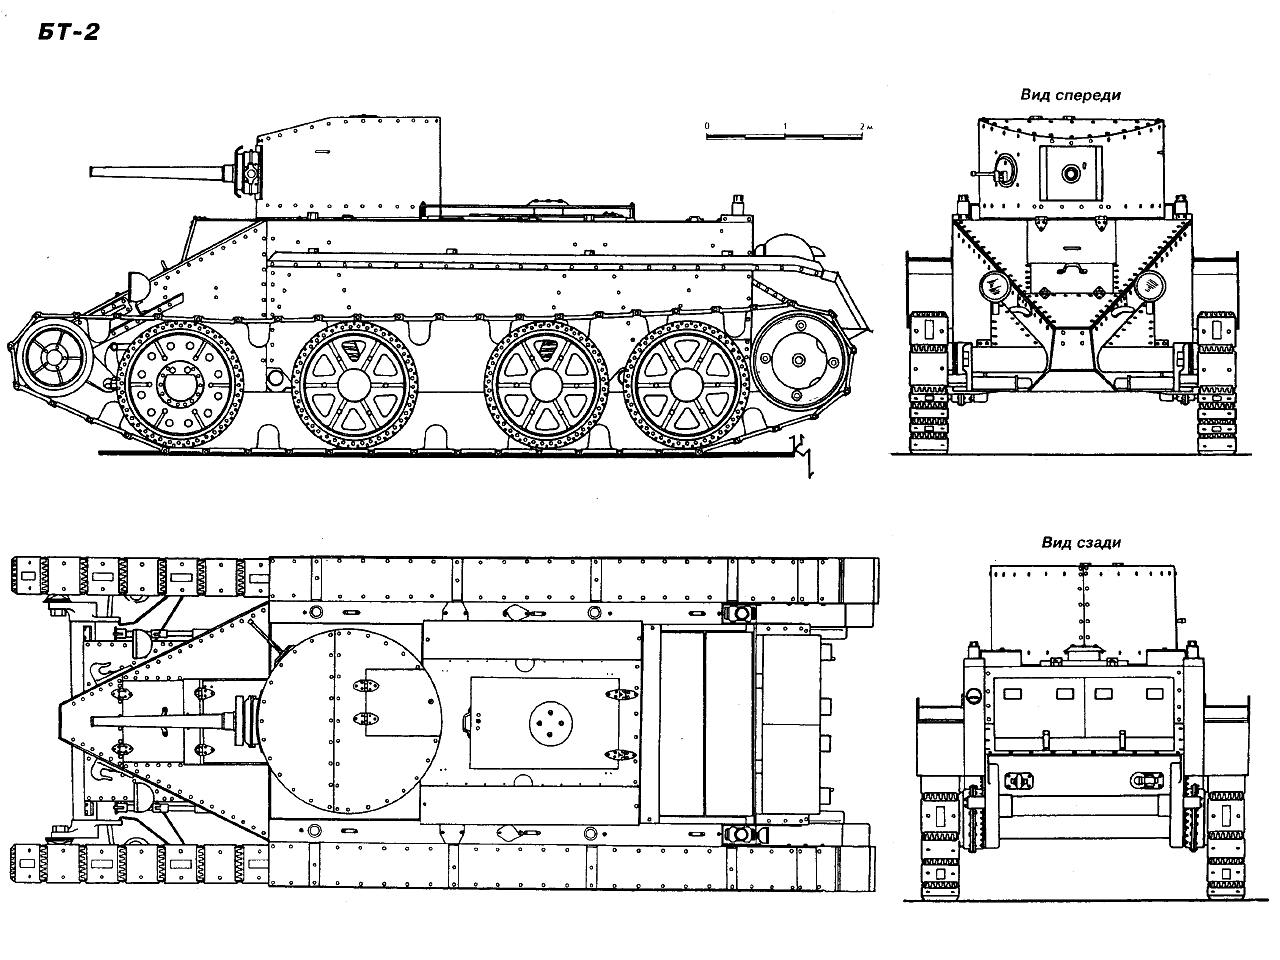 БТ-2
Вид спереди
0 1 2 м
Вид сзади